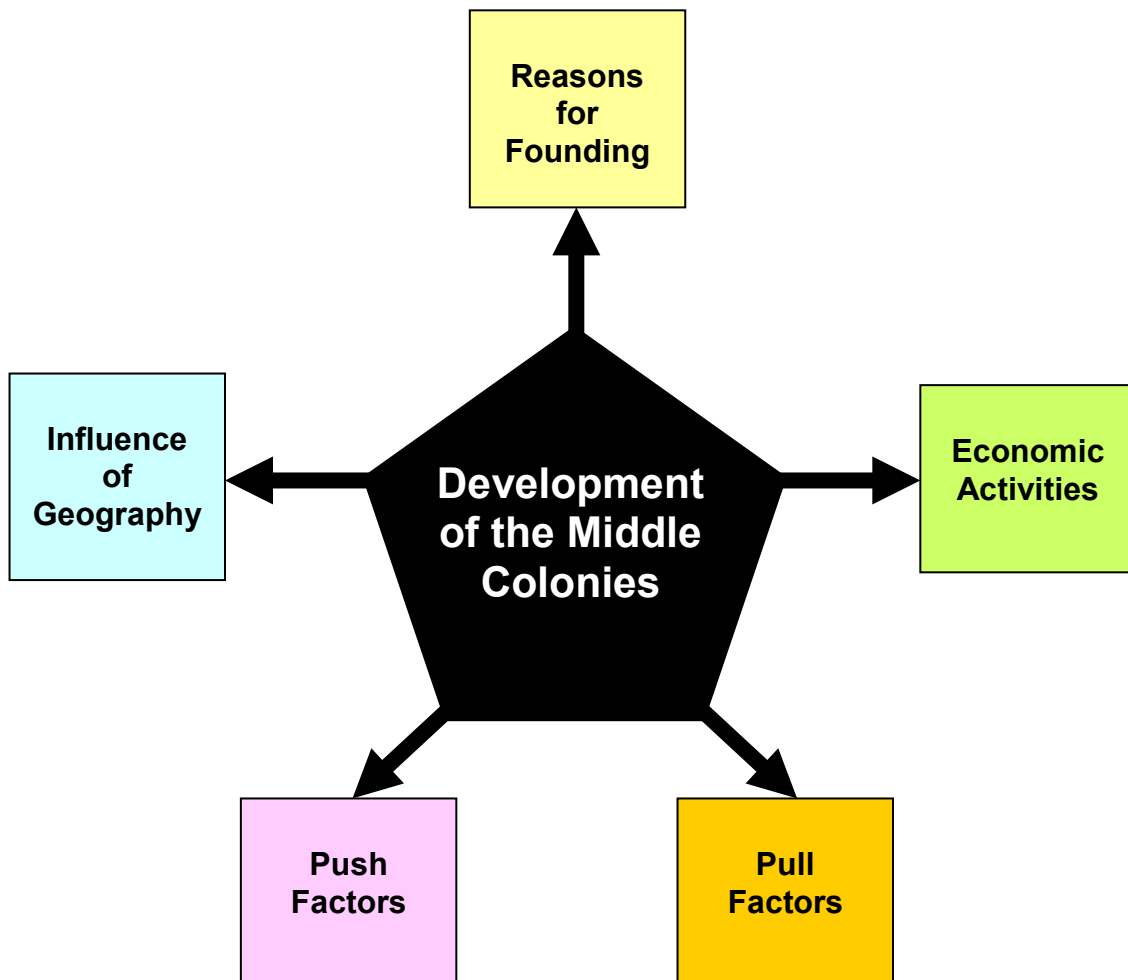 Reasons
for
Founding
Influence
of
Geography
Development
of the Middle
Colonies
Economic
Activities
Push
Factors
Pull
Factors